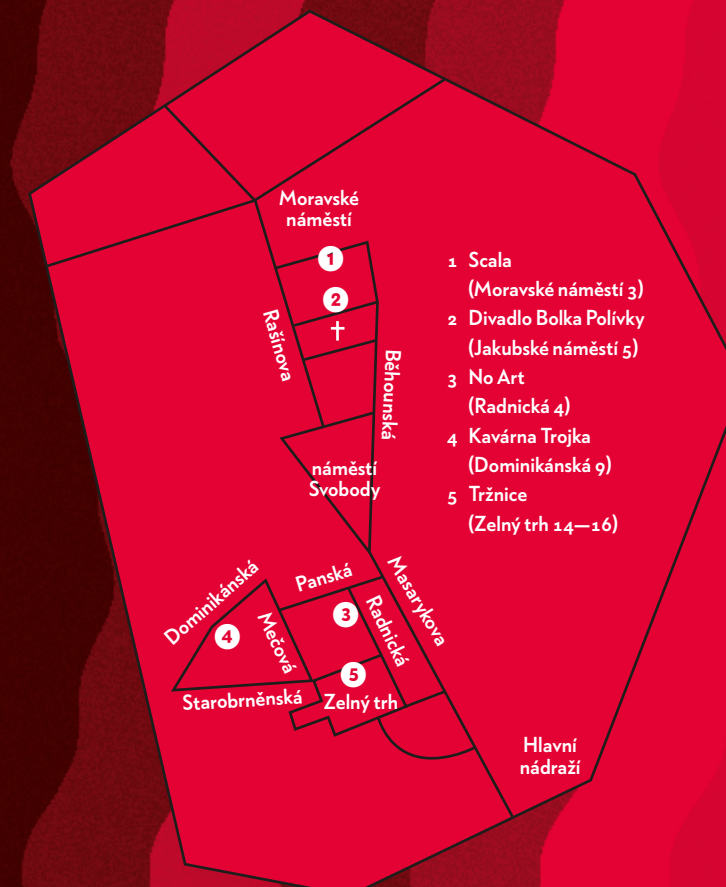 Moravské
náměstí
1
2
Rašínova
Běhounská
náměstí
Svobody
1 Scala
(Moravské náměstí 3)
2 Divadlo Bolka Polívky
(Jakubské náměstí 5)
3 No Art
(Radnická 4)
4 Kavárna Trojka
(Dominikánská 9)
5 Tržnice
(Zelný trh 14—16)
Dominikánská
Panská
Masarykova
4
Mečová
3
Radnická
5
Starobrněnská
Zelný trh
Hlavní
nádraží